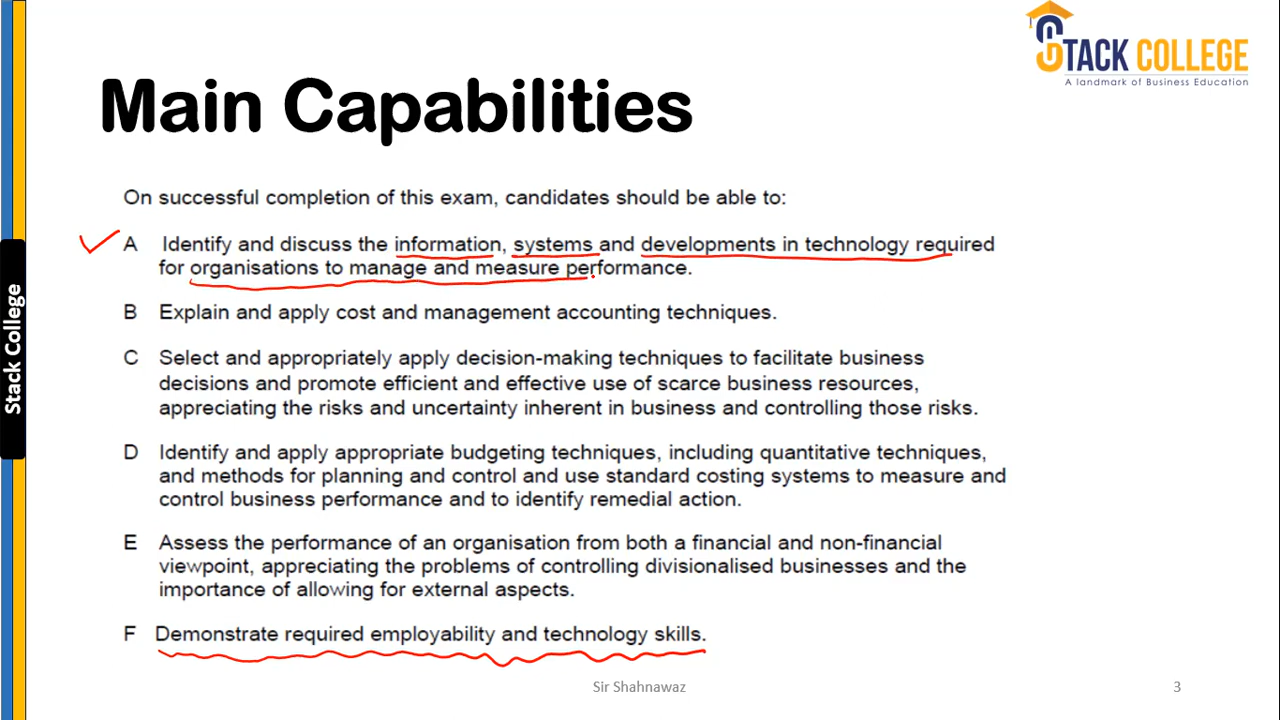 STACK COLLEGE
A landmark of Business Education
Main Capabilities
On successful completion of this exam, candidates should be able to:
A Identify and discuss the information, systems and developments in technology required
for organisations to manage and measure performance.
B Explain and apply cost and management accounting techniques.
C Select and appropriately apply decision-making techniques to facilitate business
decisions and promote efficient and effective use of scarce business resources,
appreciating the risks and uncertainty inherent in business and controlling those risks.
D Identify and apply appropriate budgeting techniques, including quantitative techniques,
and methods for planning and control and use standard costing systems to measure and
control business performance and to identify remedial action.
E Assess the performance of an organisation from both a financial and non-financial
viewpoint, appreciating the problems of controlling divisionalised businesses and the
importance of allowing for external aspects.
F Demonstrate required employability and technology skills.
Stack College
Sir Shahnawaz
3